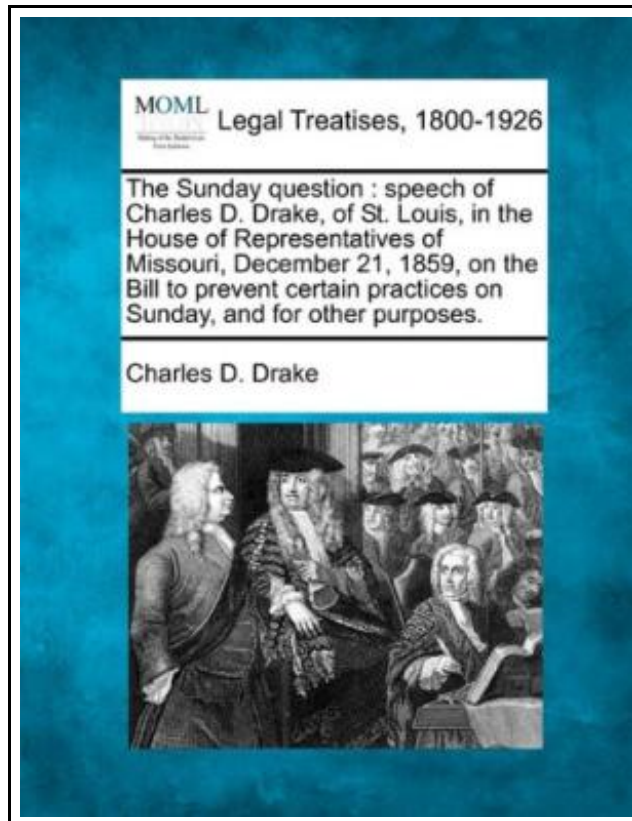 MOML
Legal Treatises, 1800-1926
The Sunday question : speech of
Charles D. Drake, of St. Louis, in the
House of Representatives of
Missouri, December 21, 1859, on the
Bill to prevent certain practices on
Sunday, and for other purposes.
Charles D. Drake